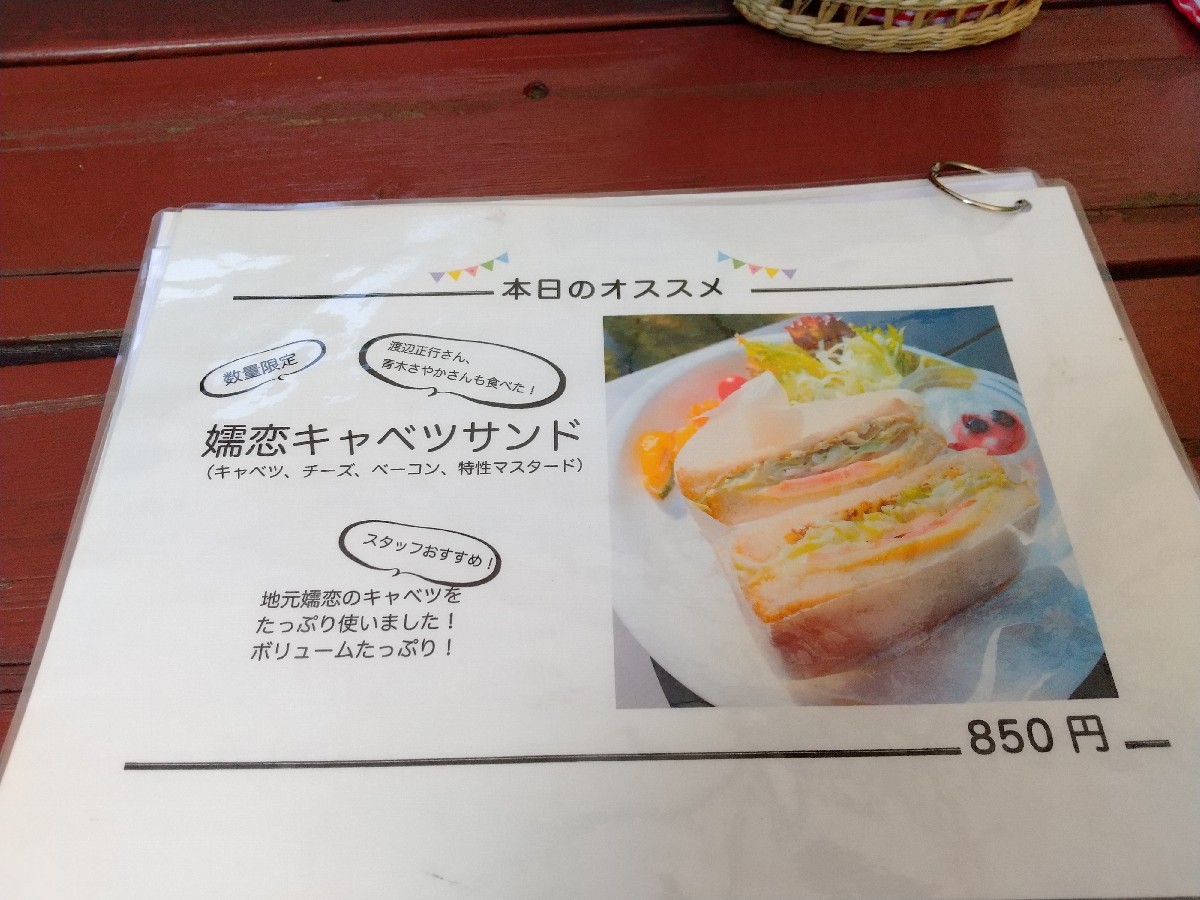 本日のオススメ
数量限定
渡辺正行さん、
青木さやかさんも食べた！
嬬恋キャベツサンド
（キャベツ、チーズ、ベーコン、特性マスタード）
スタッフおすすめ！
地元嬬恋のキャベツを
たっぷり使いました！
ボリュームたっぷり！
850 円